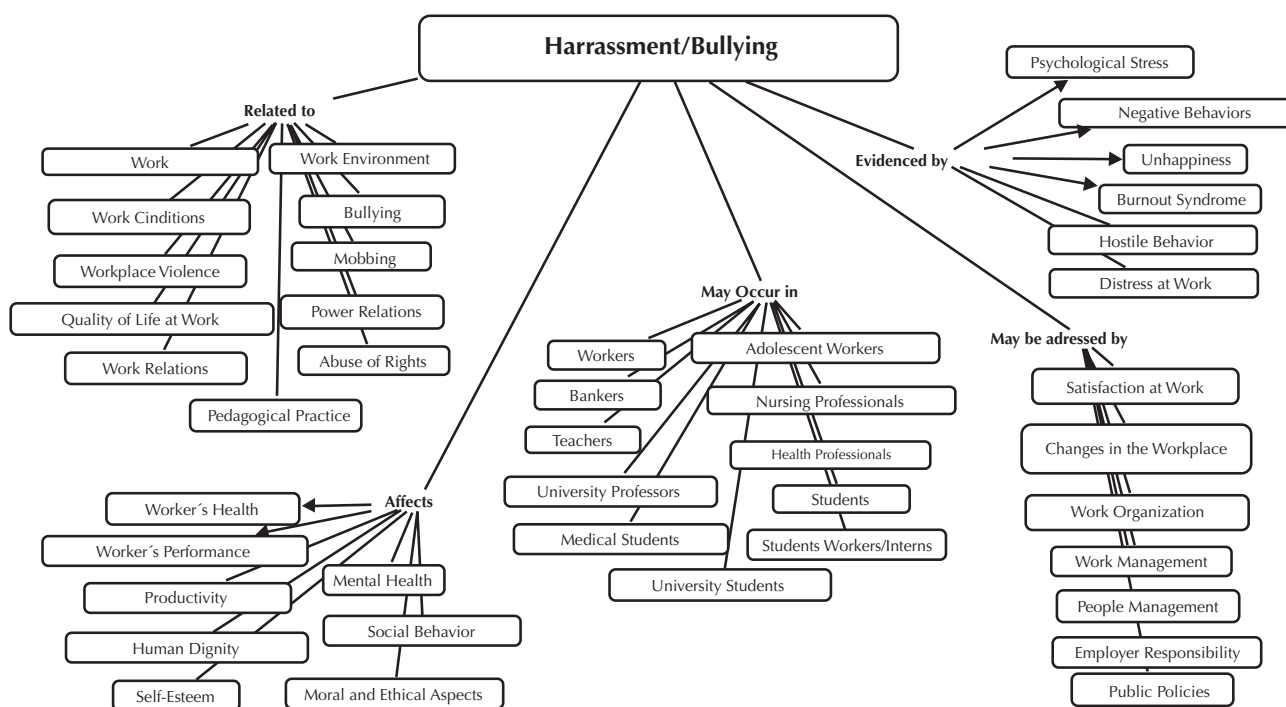 Harrassment/Bullying
Related to
Work
Work Environment
Work Cinditions
Bullying
Workplace Violence
Mobbing
Quality of Life at Work
Power Relations
Work Relations
Abuse of Rights
Pedagogical Practice
Affects
Worker´s Health
Worker´s Performance
Mental Health
Productivity
Social Behavior
Human Dignity
Self-Esteem
Moral and Ethical Aspects
May Occur in
Workers
Adolescent Workers
Bankers
Nursing Professionals
Teachers
Health Professionals
University Professors
Students
Medical Students
Students Workers/Interns
University Students
Evidenced by
Psychological Stress
Negative Behaviors
Unhappiness
Burnout Syndrome
Hostile Behavior
Distress at Work
May be adressed by
Satisfaction at Work
Changes in the Workplace
Work Organization
Work Management
People Management
Employer Responsibility
Public Policies